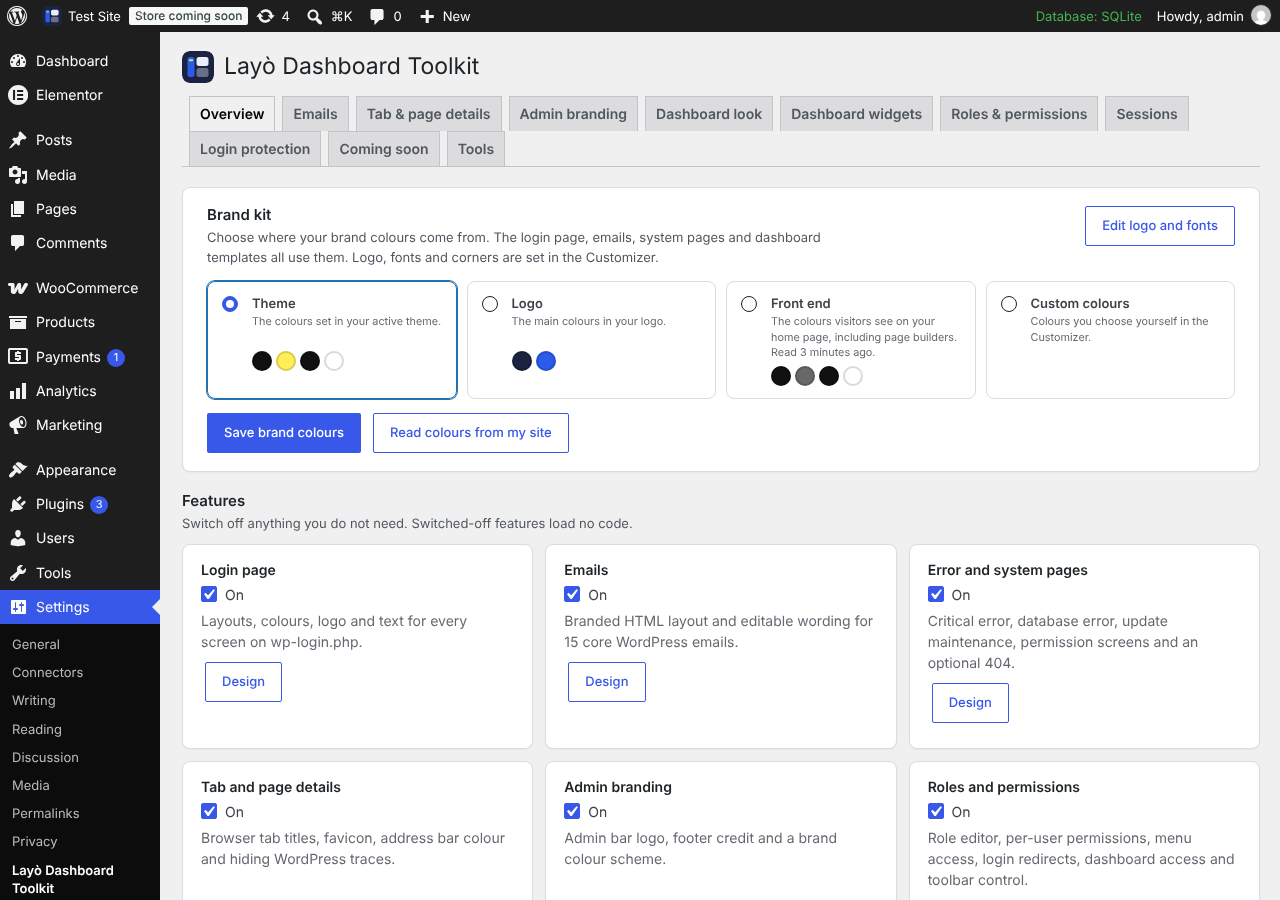 Test Site
Store coming soon
4
⌘K
0
New
Database: SQLite
Howdy, admin
Dashboard
Elementor
Posts
Media
Pages
Comments
WooCommerce
Products
Payments 1
Analytics
Marketing
Appearance
Plugins 3
Users
Tools
Settings
General
Connectors
Writing
Reading
Discussion
Media
Permalinks
Privacy
Layò Dashboard
Toolkit
Layò Dashboard Toolkit
Overview
Emails
Tab & page details
Admin branding
Dashboard look
Dashboard widgets
Roles & permissions
Sessions
Login protection
Coming soon
Tools
Brand kit
Choose where your brand colours come from. The login page, emails, system pages and dashboard
templates all use them. Logo, fonts and corners are set in the Customizer.
Edit logo and fonts
Theme
The colours set in your active theme.
Logo
The main colours in your logo.
Front end
The colours visitors see on your
home page, including page builders.
Read 3 minutes ago.
Custom colours
Colours you choose yourself in the
Customizer.
Save brand colours
Read colours from my site
Features
Switch off anything you do not need. Switched-off features load no code.
Login page
On
Layouts, colours, logo and text for every
screen on wp-login.php.
Design
Emails
On
Branded HTML layout and editable wording for
15 core WordPress emails.
Design
Error and system pages
On
Critical error, database error, update
maintenance, permission screens and an
optional 404.
Design
Tab and page details
On
Browser tab titles, favicon, address bar colour
and hiding WordPress traces.
Admin branding
On
Admin bar logo, footer credit and a brand
colour scheme.
Roles and permissions
On
Role editor, per-user permissions, menu
access, login redirects, dashboard access and
toolbar control.